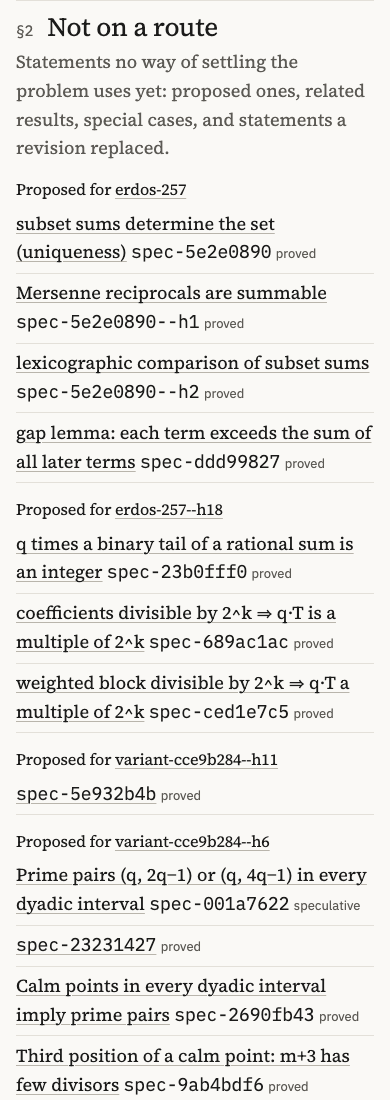 §2 Not on a route
Statements no way of settling the
problem uses yet: proposed ones, related
results, special cases, and statements a
revision replaced.
Proposed for erdos-257
subset sums determine the set
(uniqueness) spec-5e2e0890 proved
Mersenne reciprocals are summable
spec-5e2e0890--h1 proved
lexicographic comparison of subset sums
spec-5e2e0890--h2 proved
gap lemma: each term exceeds the sum of
all later terms spec-ddd99827 proved
Proposed for erdos-257--h18
q times a binary tail of a rational sum is
an integer spec-23b0fff0 proved
coefficients divisible by 2^k ⇒ q·T is a
multiple of 2^k spec-689ac1ac proved
weighted block divisible by 2^k ⇒ q·T a
multiple of 2^k spec-ced1e7c5 proved
Proposed for variant-cce9b284--h11
spec-5e932b4b proved
Proposed for variant-cce9b284--h6
Prime pairs (q, 2q−1) or (q, 4q−1) in every
dyadic interval spec-001a7622 speculative
spec-23231427 proved
Calm points in every dyadic interval
imply prime pairs spec-2690fb43 proved
Third position of a calm point: m+3 has
few divisors spec-9ab4bdf6 proved